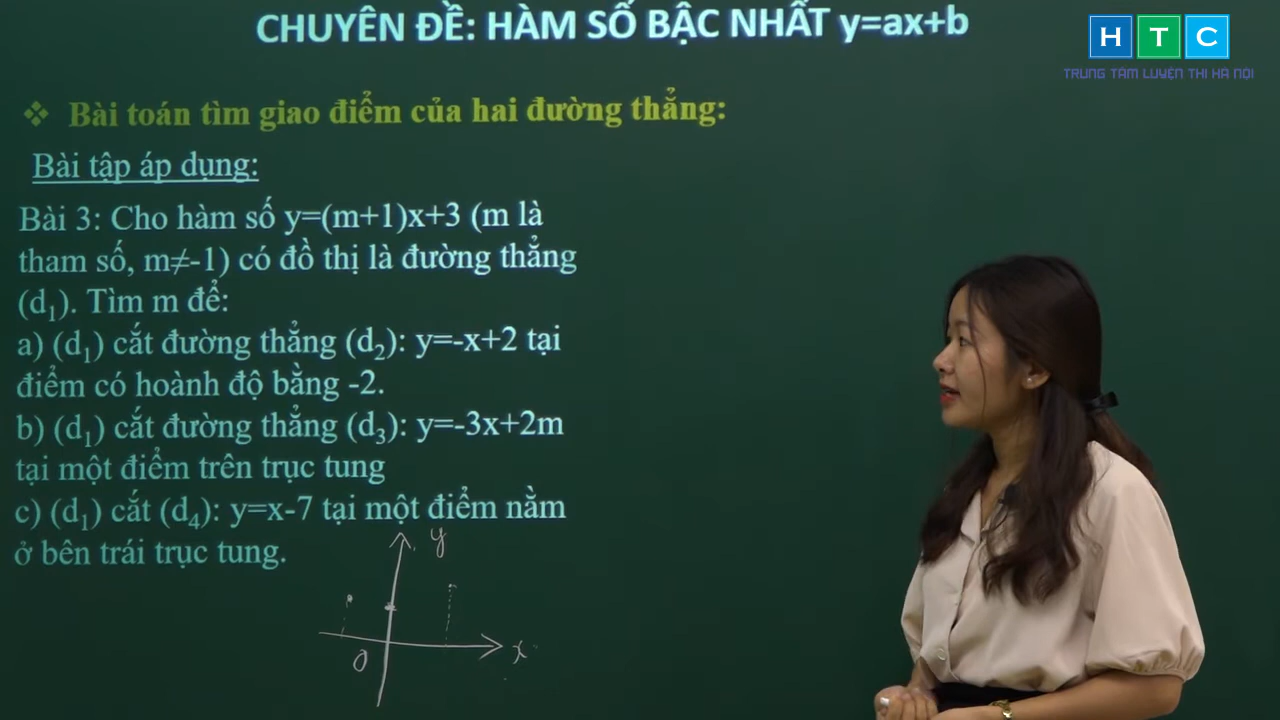 CHUYÊN ĐỀ: HÀM SỐ BẬC NHẤT y=ax+b
H T C
TRUNG TÂM LUYỆN THI HÀ NỘI
❖ Bài toán tìm giao điểm của hai đường thẳng:
Bài tập áp dụng:
Bài 3: Cho hàm số y=(m+1)x+3 (m là
tham số, m≠-1) có đồ thị là đường thẳng
(d₁). Tìm m để:
a) (d₁) cắt đường thẳng (d₂): y=-x+2 tại
điểm có hoành độ bằng -2.
b) (d₁) cắt đường thẳng (d₃): y=-3x+2m
tại một điểm trên trục tung
c) (d₁) cắt (d₄): y=x-7 tại một điểm nằm
ở bên trái trục tung.
y
O
x